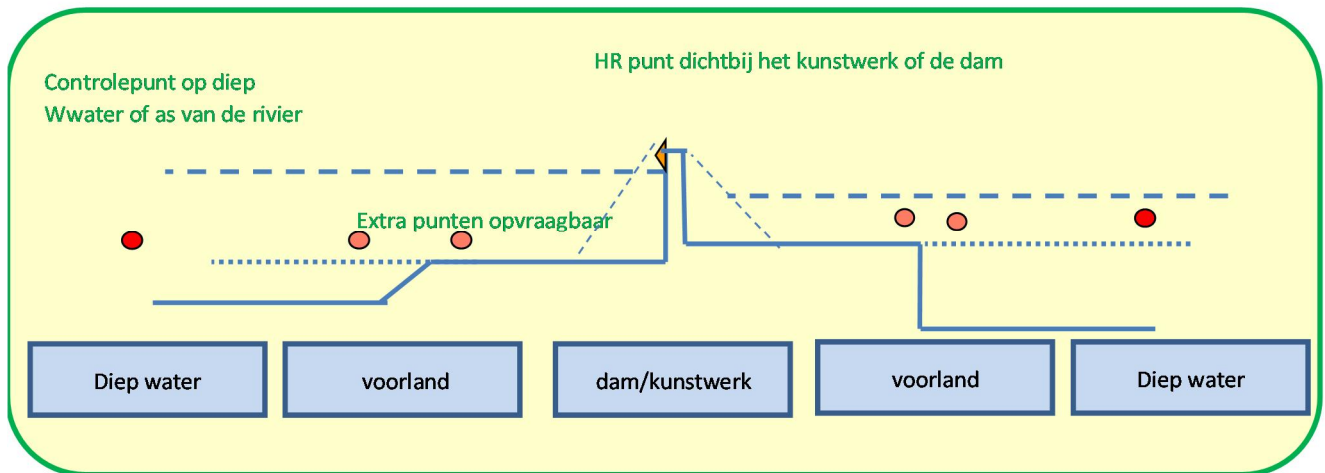 Controlepunt op diep
Wwater of as van de rivier
HR punt dichtbij het kunstwerk of de dam
Extra punten opvraagbaar
Diep water
voorland
dam/kunstwerk
voorland
Diep water